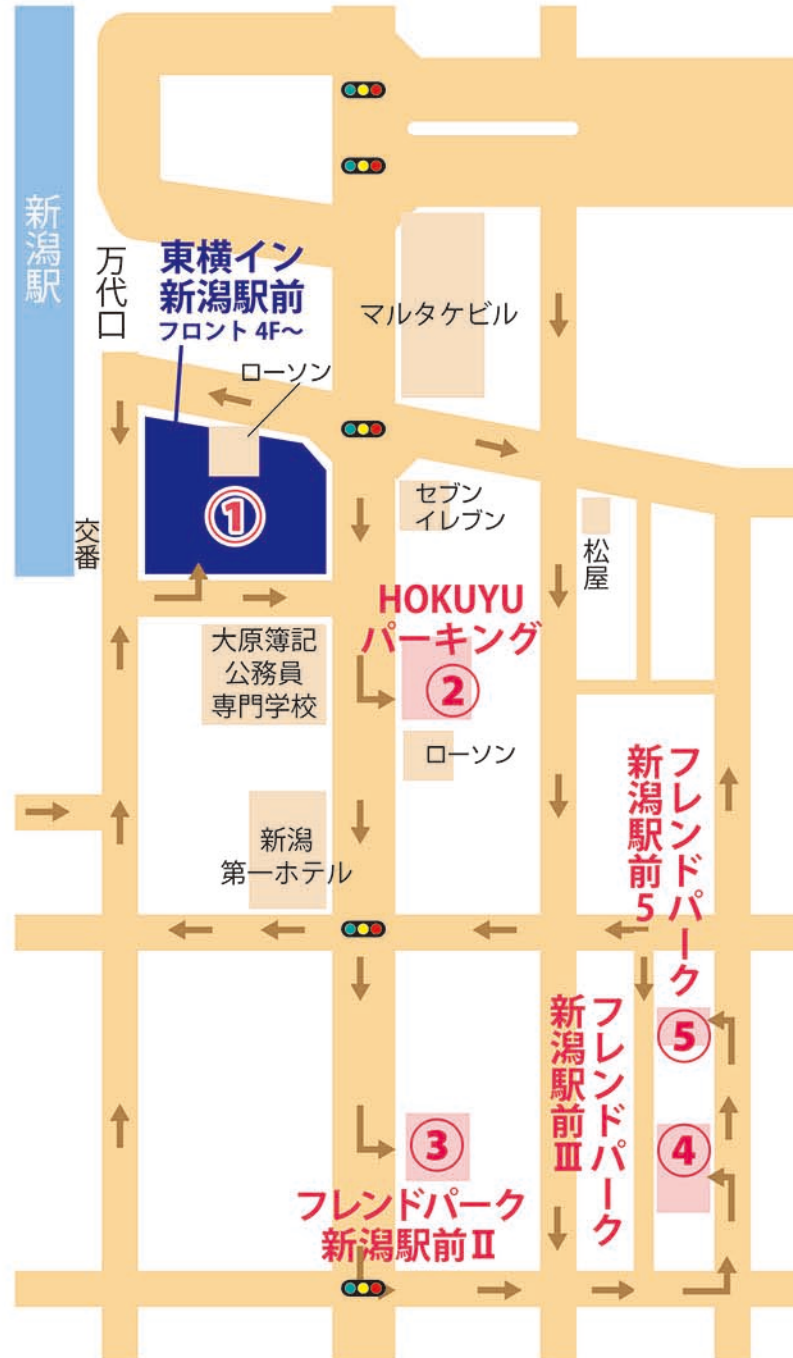 新潟駅
万代口
東横イン
新潟駅前
フロント 4F～
ローソン
マルタケビル
①
交番
セブン
イレブン
松屋
大原簿記
公務員
専門学校
HOKUYU
パーキング
②
ローソン
新潟
第一ホテル
フレンドパーク
新潟駅前5
⑤
フレンドパーク
新潟駅前Ⅲ
④
③
フレンドパーク
新潟駅前Ⅱ